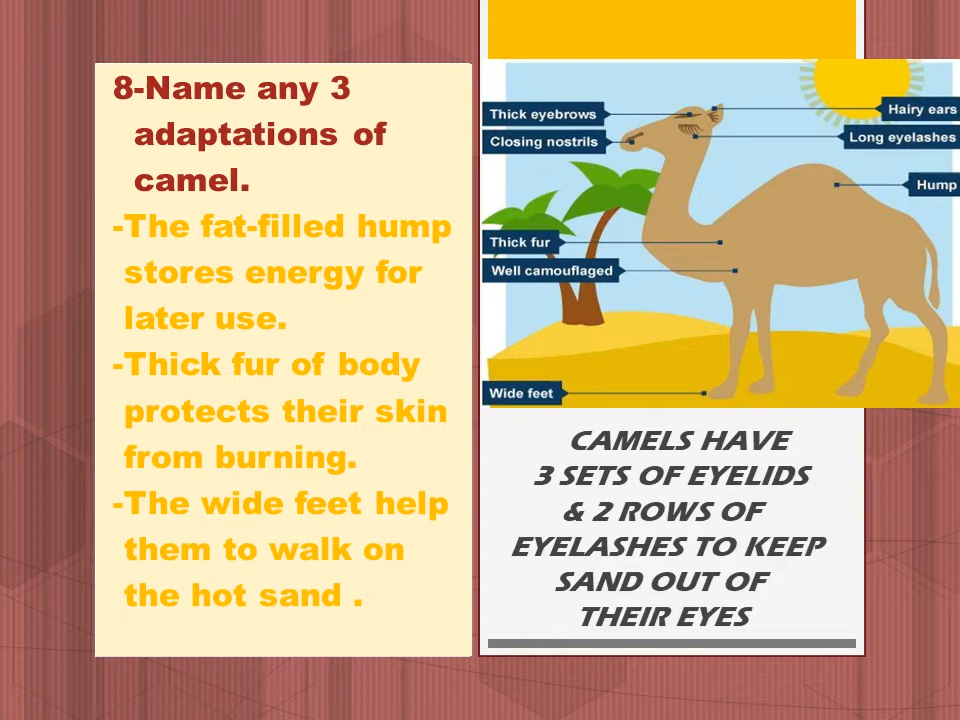 8-Name any 3
adaptations of
camel.
-The fat-filled hump
stores energy for
later use.
-Thick fur of body
protects their skin
from burning.
-The wide feet help
them to walk on
the hot sand .
Thick eyebrows
Closing nostrils
Hairy ears
Long eyelashes
Hump
Thick fur
Well camouflaged
Wide feet
CAMELS HAVE
3 SETS OF EYELIDS
& 2 ROWS OF
EYELASHES TO KEEP
SAND OUT OF
THEIR EYES